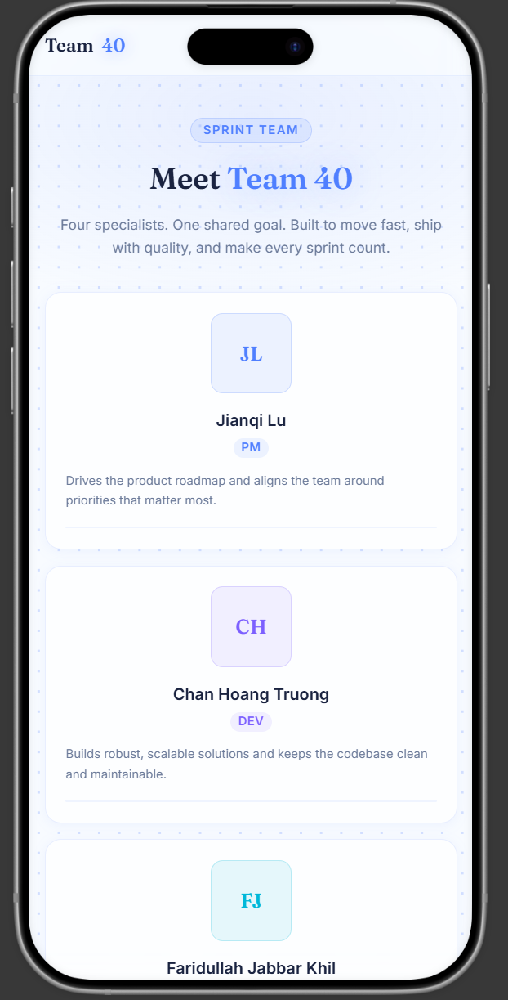 Team 40
SPRINT TEAM
Meet Team 40
Four specialists. One shared goal. Built to move fast, ship
with quality, and make every sprint count.
JL
Jianqi Lu
PM
Drives the product roadmap and aligns the team around
priorities that matter most.
CH
Chan Hoang Truong
DEV
Builds robust, scalable solutions and keeps the codebase clean
and maintainable.
FJ
Faridullah Jabbar Khil